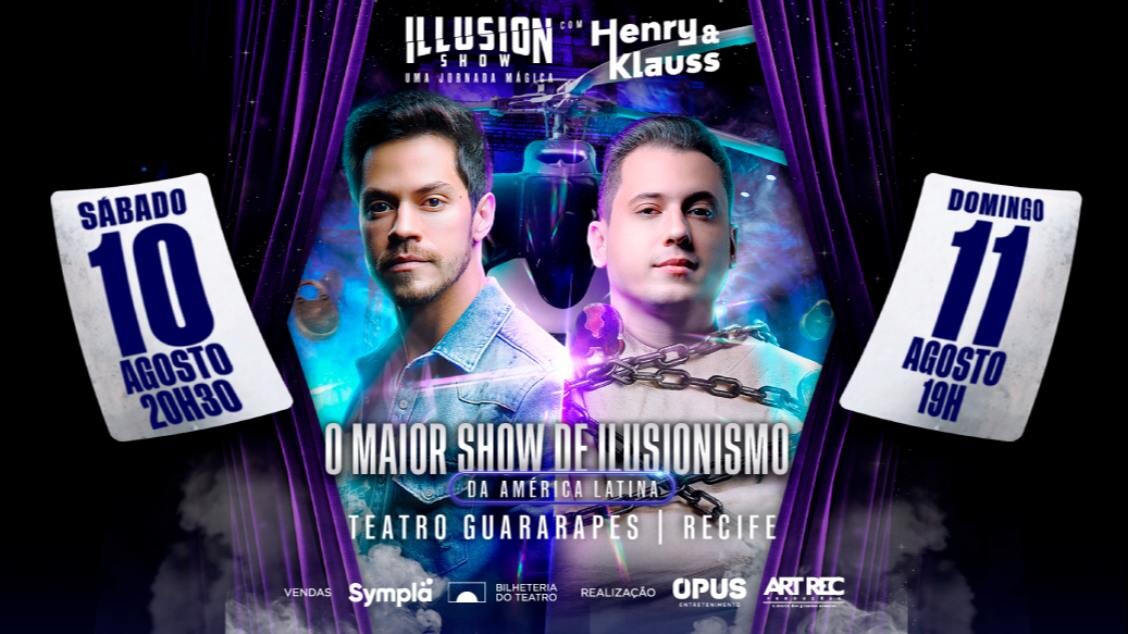 ILLUSION
SHOW
UMA JORNADA MÁGICA
COM
Henry &
Klauss
SÁBADO
10
AGOSTO
20H30
DOMINGO
11
AGOSTO
19H
O MAIOR SHOW DE ILUSIONISMO
DA AMÉRICA LATINA
TEATRO GUARARAPES | RECIFE
VENDAS
Sympla
BILHETERIA
DO TEATRO
REALIZAÇÃO
OPUS
ENTRETENIMENTO
ART REC
PRODUÇÕES